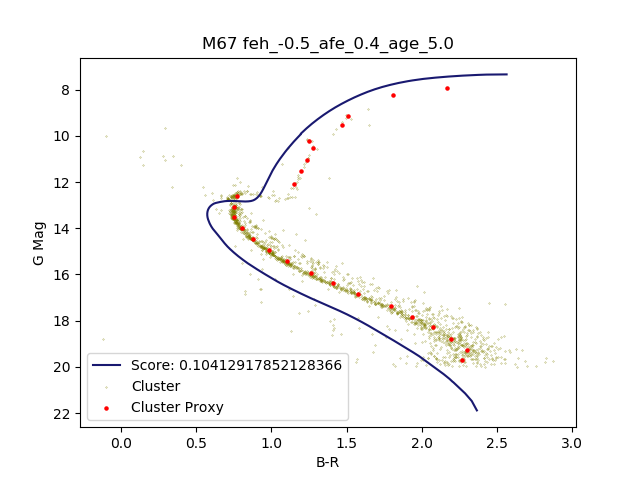 M67 feh_-0.5_afe_0.4_age_5.0
8
10
12
14
16
18
20
22
G Mag
Score: 0.10412917852128366
Cluster
Cluster Proxy
0.0 0.5 1.0 1.5 2.0 2.5 3.0
B-R